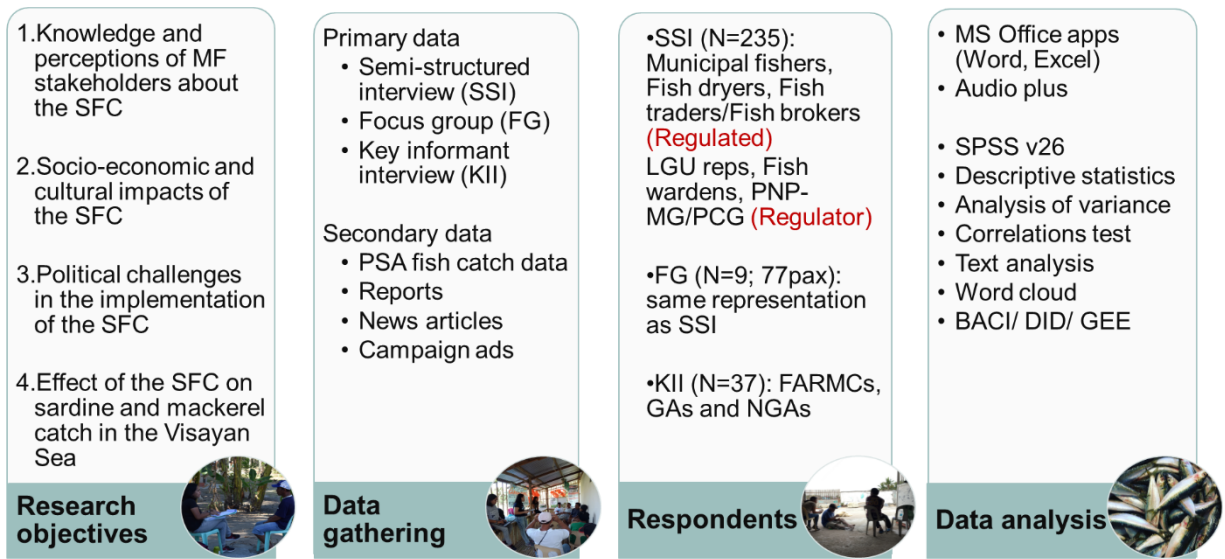 1.Knowledge and
perceptions of MF
stakeholders about
the SFC
2.Socio-economic and
cultural impacts of
the SFC
3.Political challenges
in the implementation
of the SFC
4.Effect of the SFC on
sardine and mackerel
catch in the Visayan
Sea
Research
objectives
Primary data
• Semi-structured
interview (SSI)
• Focus group (FG)
• Key informant
interview (KII)
Secondary data
• PSA fish catch data
• Reports
• News articles
• Campaign ads
Data
gathering
•SSI (N=235):
Municipal fishers,
Fish dryers, Fish
traders/Fish brokers
(Regulated)
LGU reps, Fish
wardens, PNP-
MG/PCG (Regulator)
•FG (N=9; 77pax):
same representation
as SSI
•KII (N=37): FARMCs,
GAs and NGAs
Respondents
• MS Office apps
(Word, Excel)
• Audio plus
• SPSS v26
• Descriptive statistics
• Analysis of variance
• Correlations test
• Text analysis
• Word cloud
• BACI/ DID/ GEE
Data analysis